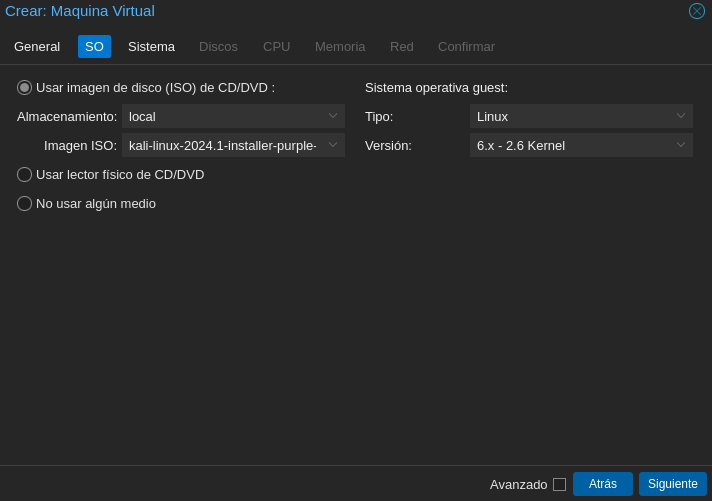 Crear: Maquina Virtual
General SO Sistema Discos CPU Memoria Red Confirmar
Usar imagen de disco (ISO) de CD/DVD : Sistema operativa guest:
Almacenamiento: local Tipo: Linux
Imagen ISO: kali-linux-2024.1-installer-purple- Versión: 6.x - 2.6 Kernel
Usar lector físico de CD/DVD
No usar algún medio
Avanzado Atrás Siguiente